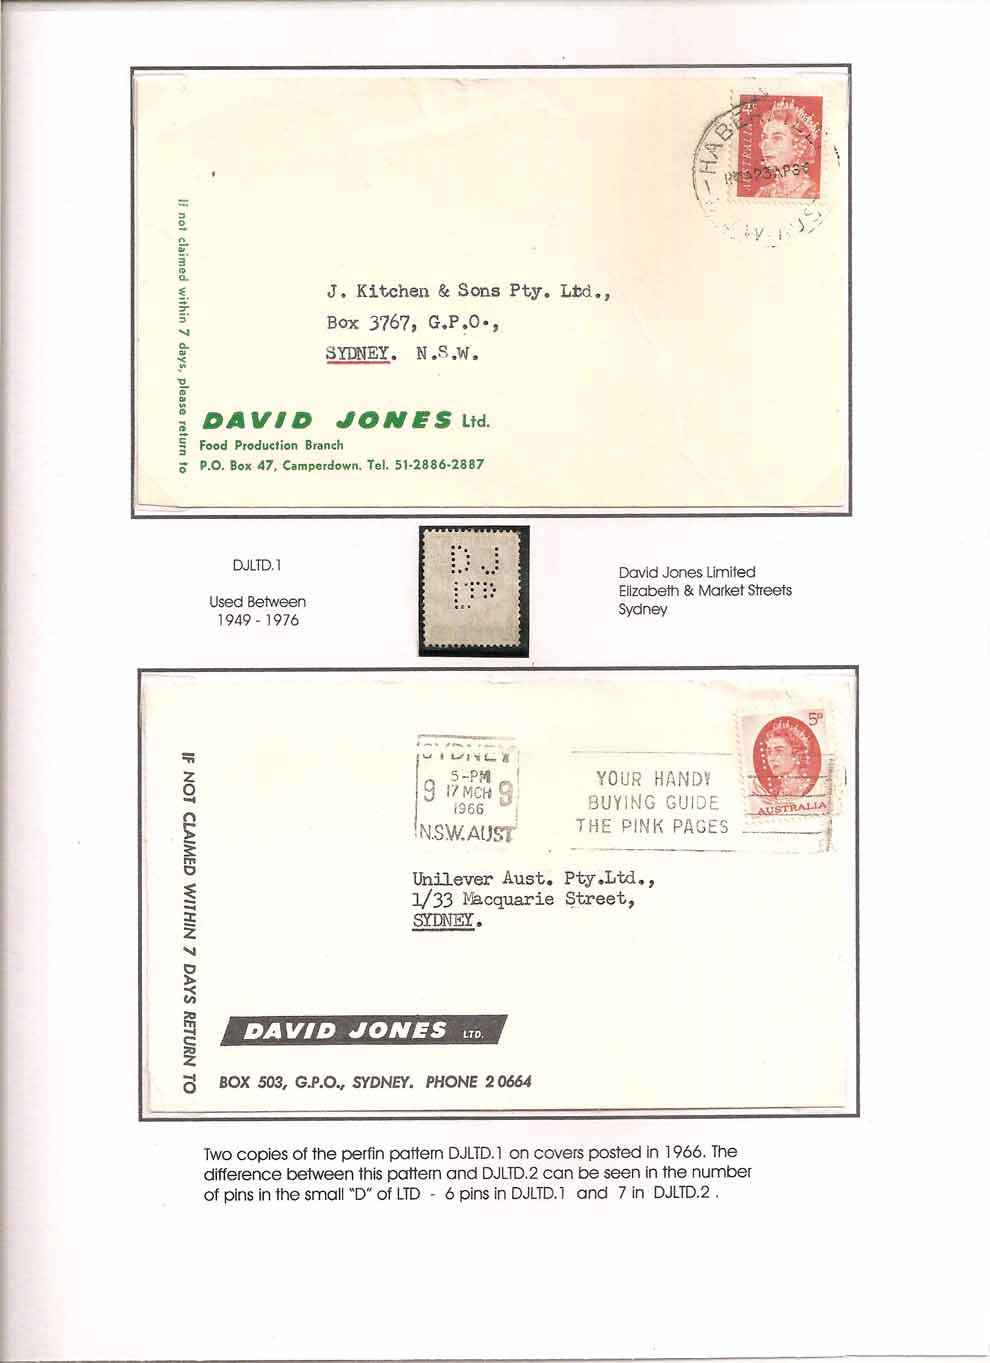 AUSTRALIA
If not claimed within 7 days, please return to
J. Kitchen & Sons Pty. Ltd.,
Box 3767, G.P.O.,
SYDNEY. N.S.W.
DAVID JONES Ltd.
Food Production Branch
P.O. Box 47, Camperdown. Tel. 51-2886-2887
DJLTD.1
Used Between
1949 - 1976
D J
LTD
David Jones Limited
Elizabeth & Market Streets
Sydney
IF NOT CLAIMED WITHIN 7 DAYS RETURN TO
SYDNEY
5-PM
9 17 MCH 9
1966
N.S.W. AUST
YOUR HANDY
BUYING GUIDE
THE PINK PAGES
5D
AUSTRALIA
Unilever Aust. Pty.Ltd.,
1/33 Macquarie Street,
SYDNEY.
DAVID JONES LTD.
BOX 503, G.P.O., SYDNEY. PHONE 2 0664
Two copies of the perfin pattern DJLTD.1 on covers posted in 1966. The
difference between this pattern and DJLTD.2 can be seen in the number
of pins in the small "D" of LTD - 6 pins in DJLTD.1 and 7 in DJLTD.2 .